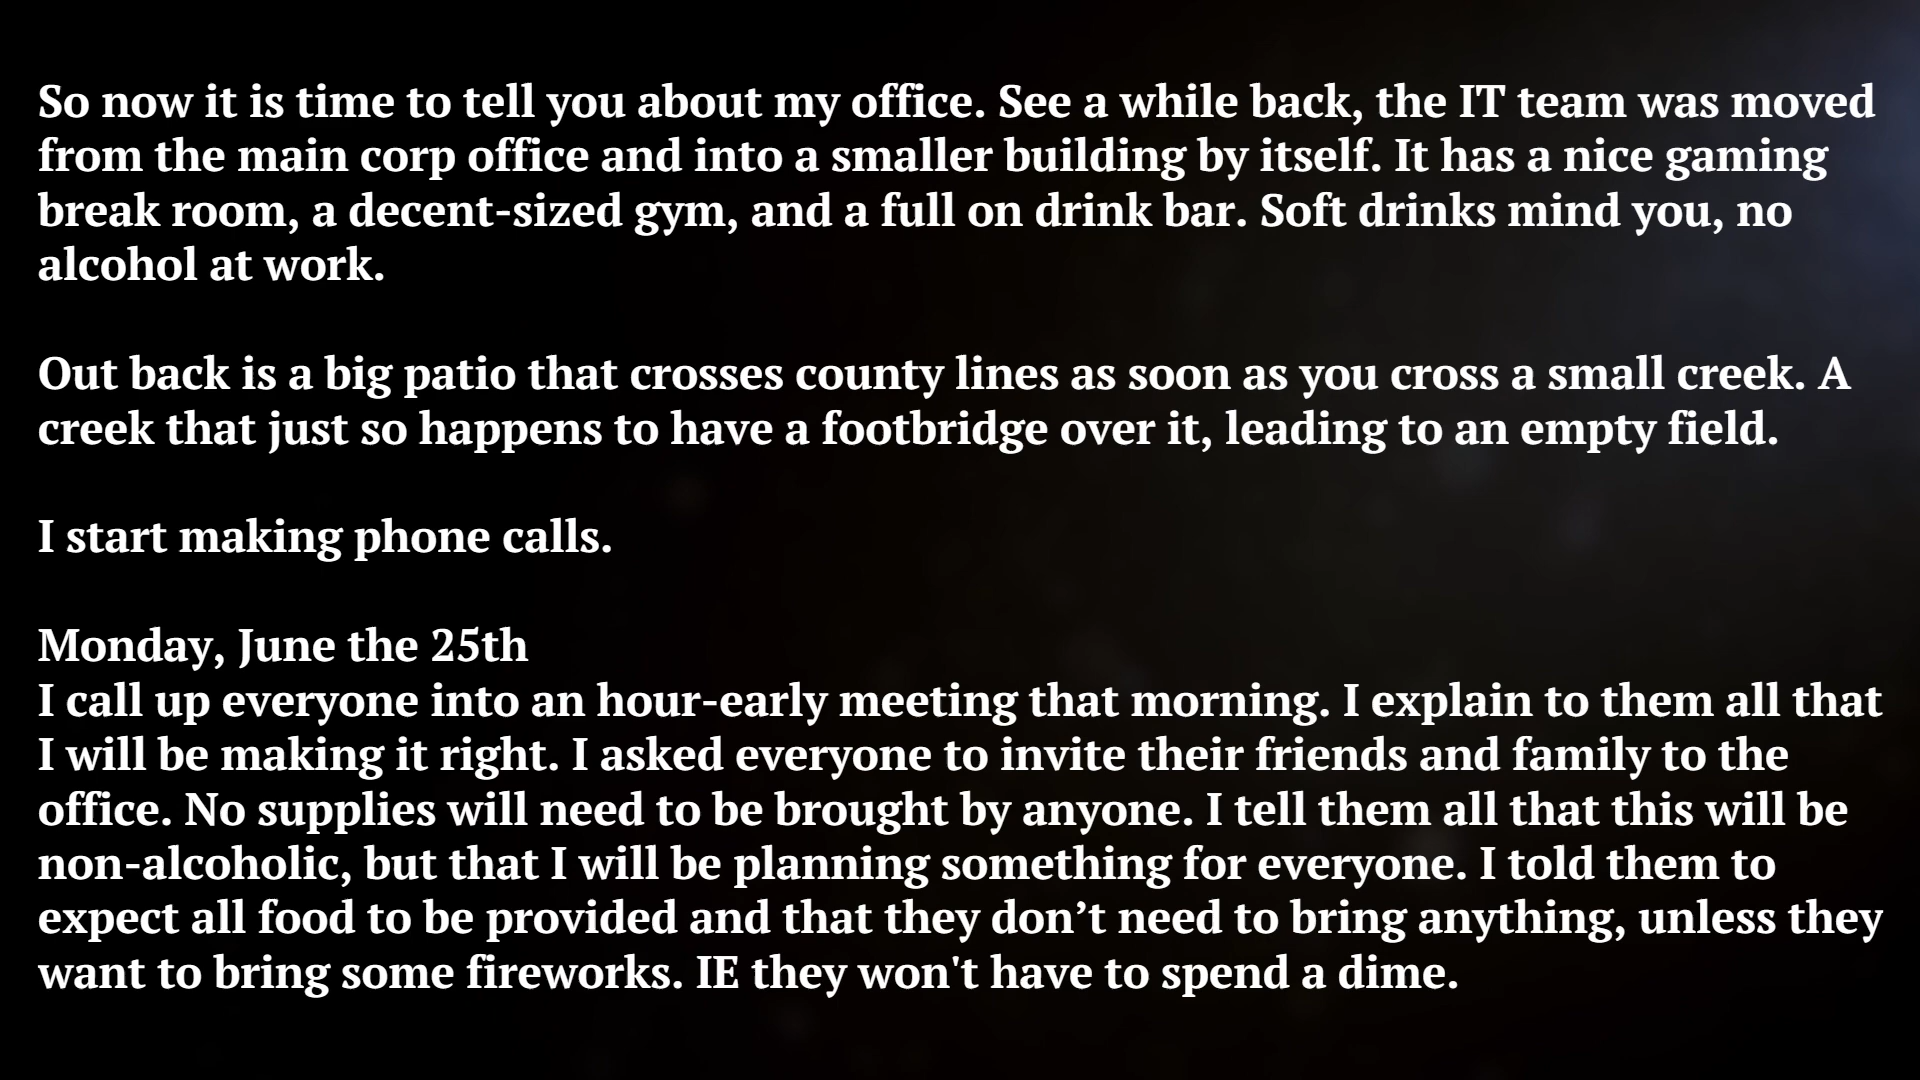 So now it is time to tell you about my office. See a while back, the IT team was moved
from the main corp office and into a smaller building by itself. It has a nice gaming
break room, a decent-sized gym, and a full on drink bar. Soft drinks mind you, no
alcohol at work.
Out back is a big patio that crosses county lines as soon as you cross a small creek. A
creek that just so happens to have a footbridge over it, leading to an empty field.
I start making phone calls.
Monday, June the 25th
I call up everyone into an hour-early meeting that morning. I explain to them all that
I will be making it right. I asked everyone to invite their friends and family to the
office. No supplies will need to be brought by anyone. I tell them all that this will be
non-alcoholic, but that I will be planning something for everyone. I told them to
expect all food to be provided and that they don’t need to bring anything, unless they
want to bring some fireworks. IE they won't have to spend a dime.